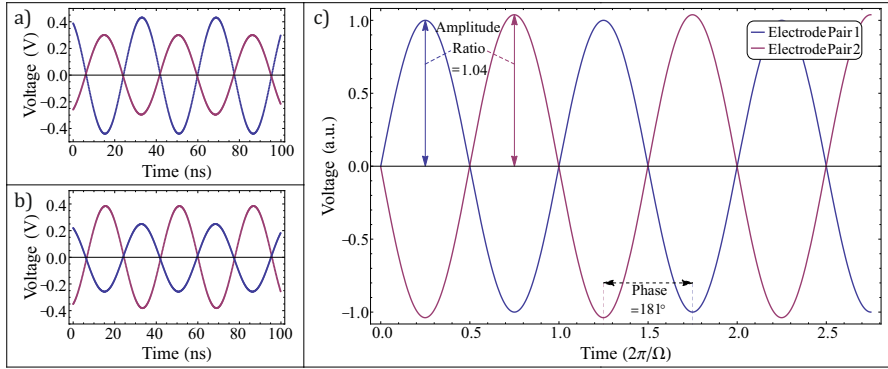 a)
Voltage (V)
0.4
0.2
0.0
−0.2
−0.4
0 20 40 60 80 100
Time (ns)
b)
Voltage (V)
0.4
0.2
0.0
−0.2
−0.4
0 20 40 60 80 100
Time (ns)
c)
Voltage (a.u.)
1.0
0.5
0.0
−0.5
−1.0
Amplitude
Ratio
=1.04
Electrode Pair 1
Electrode Pair 2
Phase
=181°
0.0 0.5 1.0 1.5 2.0 2.5
Time (2π/Ω)